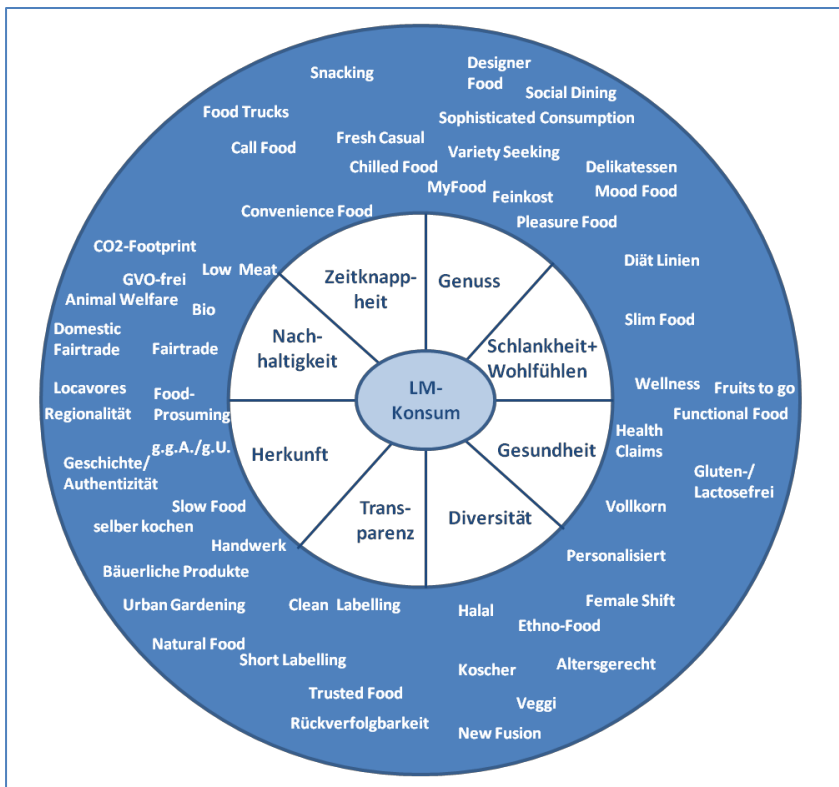 Snacking
Designer
Food
Social Dining
Food Trucks
Sophisticated Consumption
Fresh Casual
Call Food
Variety Seeking
Chilled Food
Delikatessen
MyFood
Mood Food
Feinkost
Convenience Food
Pleasure Food
CO2-Footprint
Low Meat
GVO-frei
Animal Welfare
Bio
Diät Linien
Domestic
Fairtrade
Fairtrade
Slim Food
Zeitknapp-
heit
Genuss
Nach-
haltigkeit
Schlankheit+
Wohlfühlen
LM-
Konsum
Locavores
Regionalität
Food-
Prosuming
Wellness
Fruits to go
Functional Food
Health
Claims
g.g.A./g.U.
Herkunft
Gesundheit
Geschichte/
Authentizität
Gluten-/
Lactosefrei
Slow Food
Vollkorn
selber kochen
Trans-
parenz
Diversität
Handwerk
Personalisiert
Bäuerliche Produkte
Urban Gardening
Clean Labelling
Halal
Female Shift
Ethno-Food
Natural Food
Short Labelling
Koscher
Altersgerecht
Trusted Food
Veggi
Rückverfolgbarkeit
New Fusion